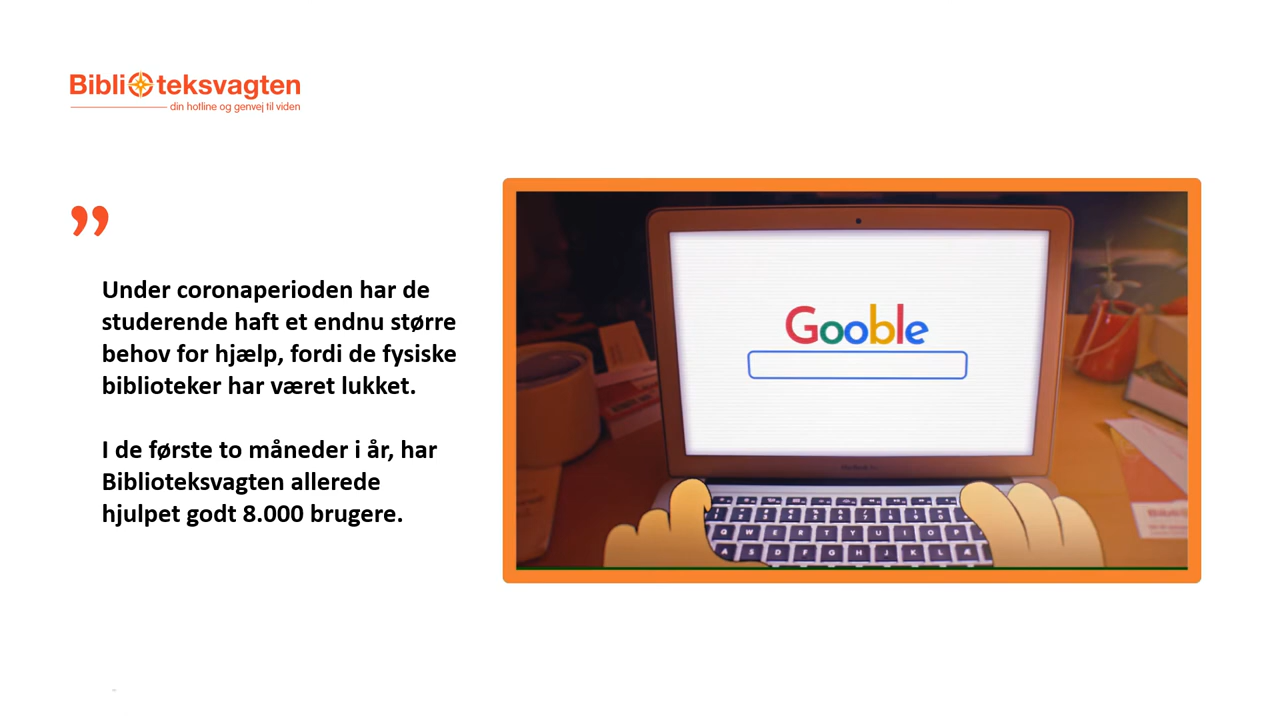 Biblioteksvagten
din hotline og genvej til viden
”
Under coronaperioden har de
studerende haft et endnu større
behov for hjælp, fordi de fysiske
biblioteker har været lukket.
I de første to måneder i år, har
Biblioteksvagten allerede
hjulpet godt 8.000 brugere.
Gooble
Q W E R T Y U I O P
A S D F G H J K L Æ